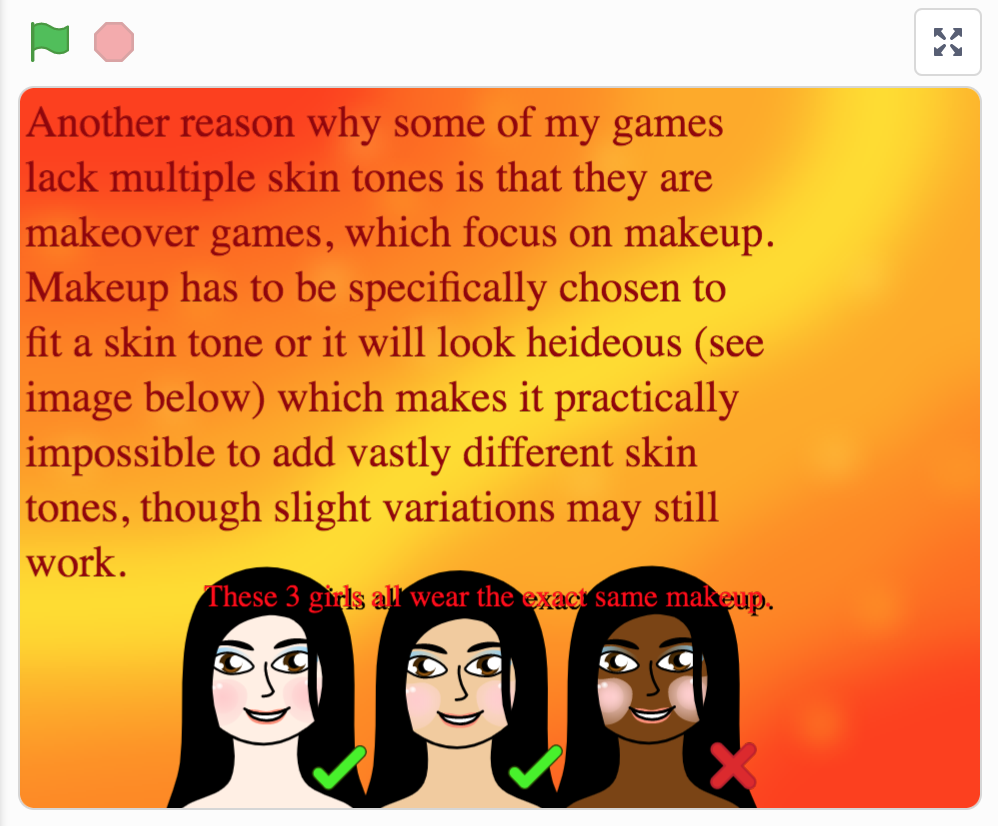 Another reason why some of my games
lack multiple skin tones is that they are
makeover games, which focus on makeup.
Makeup has to be specifically chosen to
fit a skin tone or it will look heideous (see
image below) which makes it practically
impossible to add vastly different skin
tones, though slight variations may still
work.
These 3 girls all wear the exact same makeup.